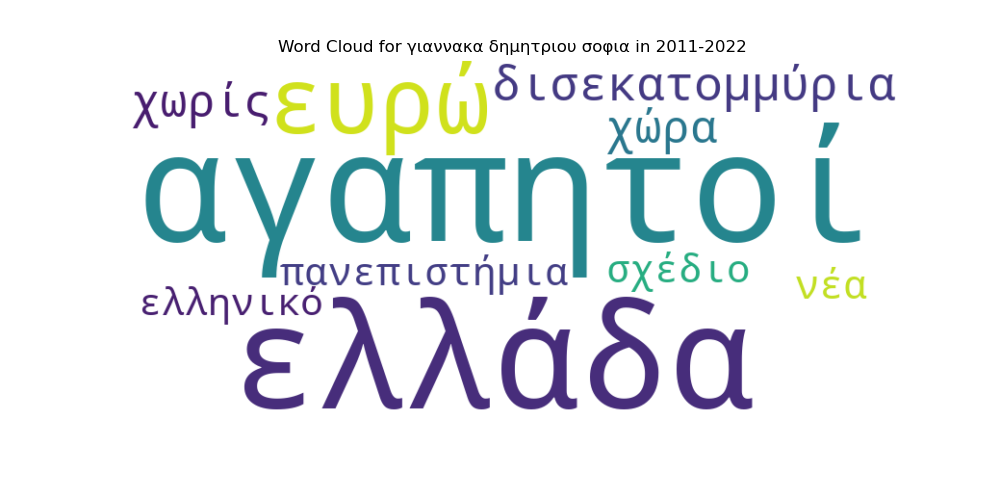 Word Cloud for γιαννακα δημητριου σοφια in 2011-2022
χωρίς ευρώ δισεκατομμύρια
χώρα
αγαπητοί
πανεπιστήμια σχέδιο νέα
ελληνικό
ελλάδα